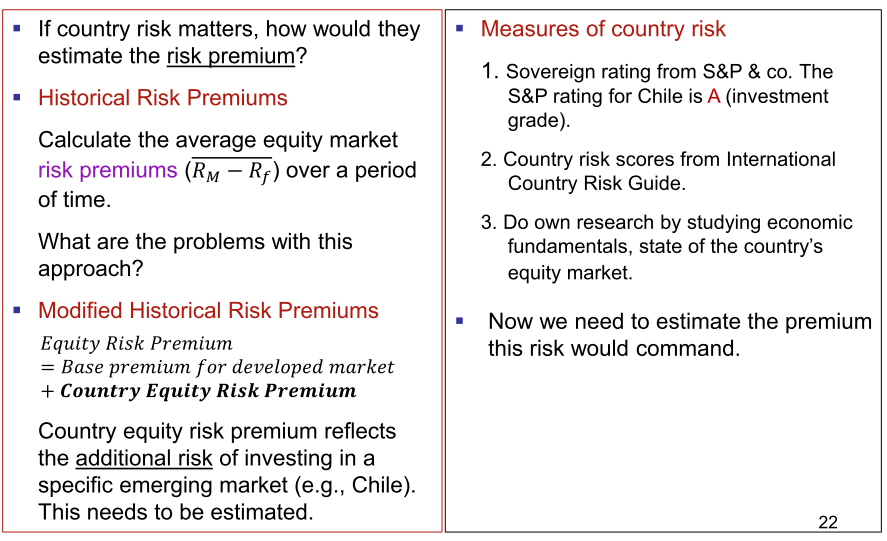 ▪ If country risk matters, how would they
estimate the risk premium?
▪ Historical Risk Premiums
Calculate the average equity market
risk premiums (\overline{R_M − R_f}) over a period
of time.
What are the problems with this
approach?
▪ Modified Historical Risk Premiums
Equity Risk Premium
= Base premium for developed market
+ Country Equity Risk Premium
Country equity risk premium reflects
the additional risk of investing in a
specific emerging market (e.g., Chile).
This needs to be estimated.
▪ Measures of country risk
1. Sovereign rating from S&P & co. The
S&P rating for Chile is A (investment
grade).
2. Country risk scores from International
Country Risk Guide.
3. Do own research by studying economic
fundamentals, state of the country’s
equity market.
▪ Now we need to estimate the premium
this risk would command.
22